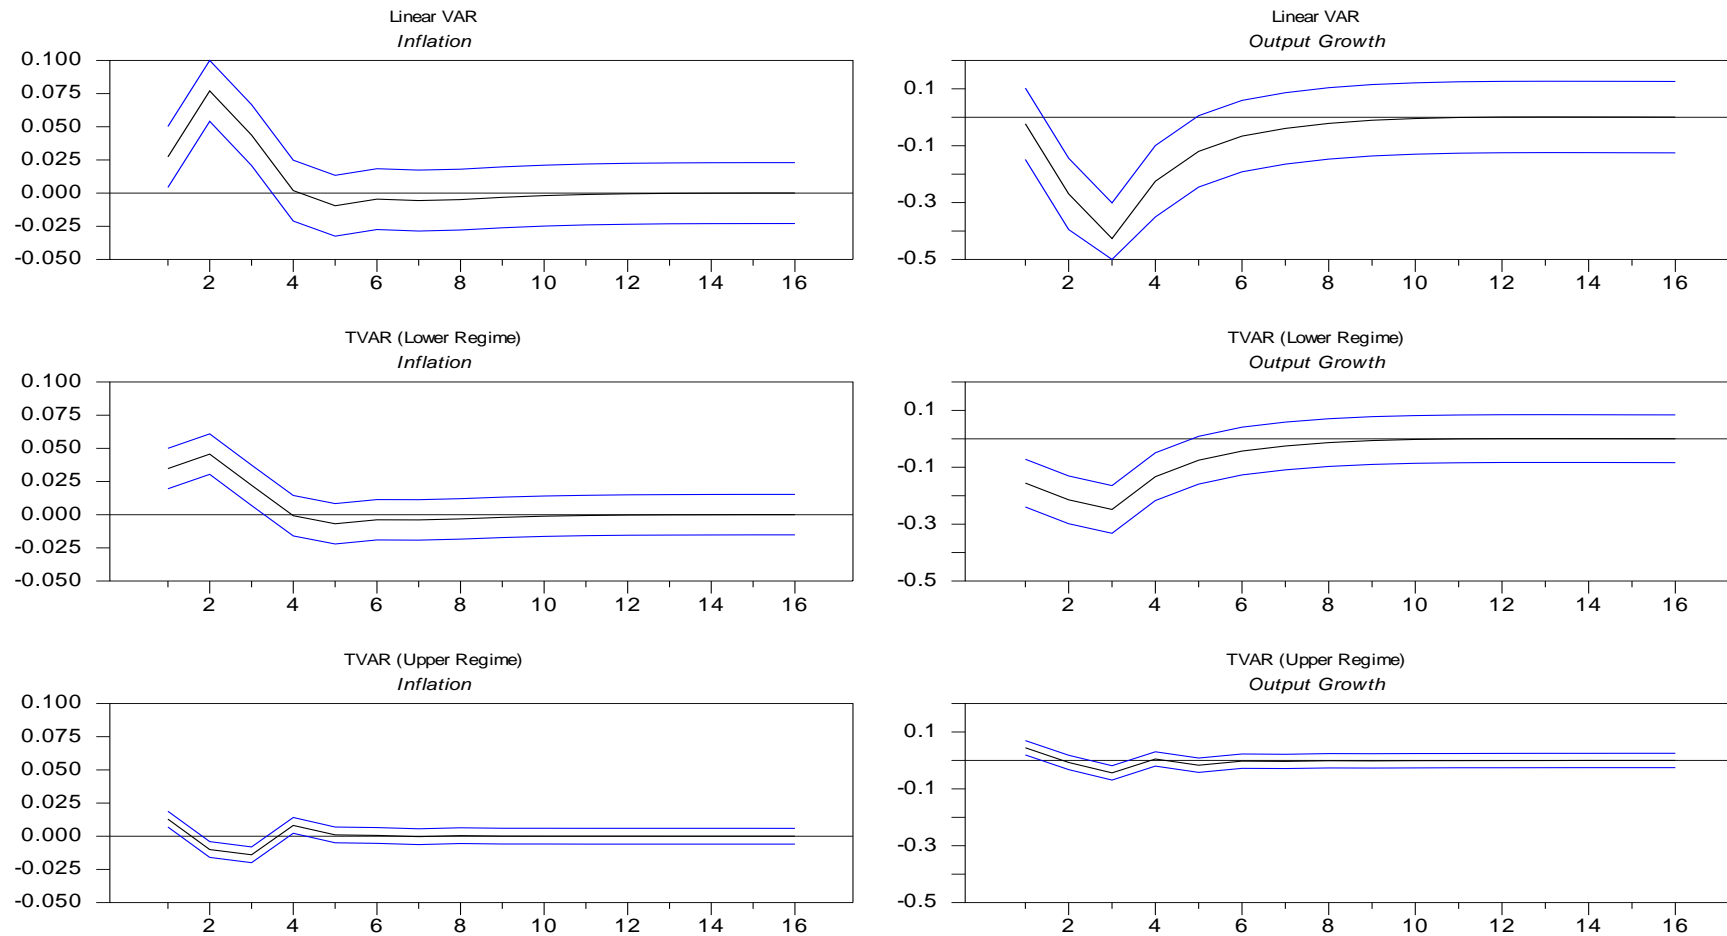 Linear VAR
Inflation
0.100
0.075
0.050
0.025
0.000
-0.025
-0.050
2 4 6 8 10 12 14 16
Linear VAR
Output Growth
0.1
-0.1
-0.3
-0.5
2 4 6 8 10 12 14 16
TVAR (Lower Regime)
Inflation
0.100
0.075
0.050
0.025
0.000
-0.025
-0.050
2 4 6 8 10 12 14 16
TVAR (Lower Regime)
Output Growth
0.1
-0.1
-0.3
-0.5
2 4 6 8 10 12 14 16
TVAR (Upper Regime)
Inflation
0.100
0.075
0.050
0.025
0.000
-0.025
-0.050
2 4 6 8 10 12 14 16
TVAR (Upper Regime)
Output Growth
0.1
-0.1
-0.3
-0.5
2 4 6 8 10 12 14 16